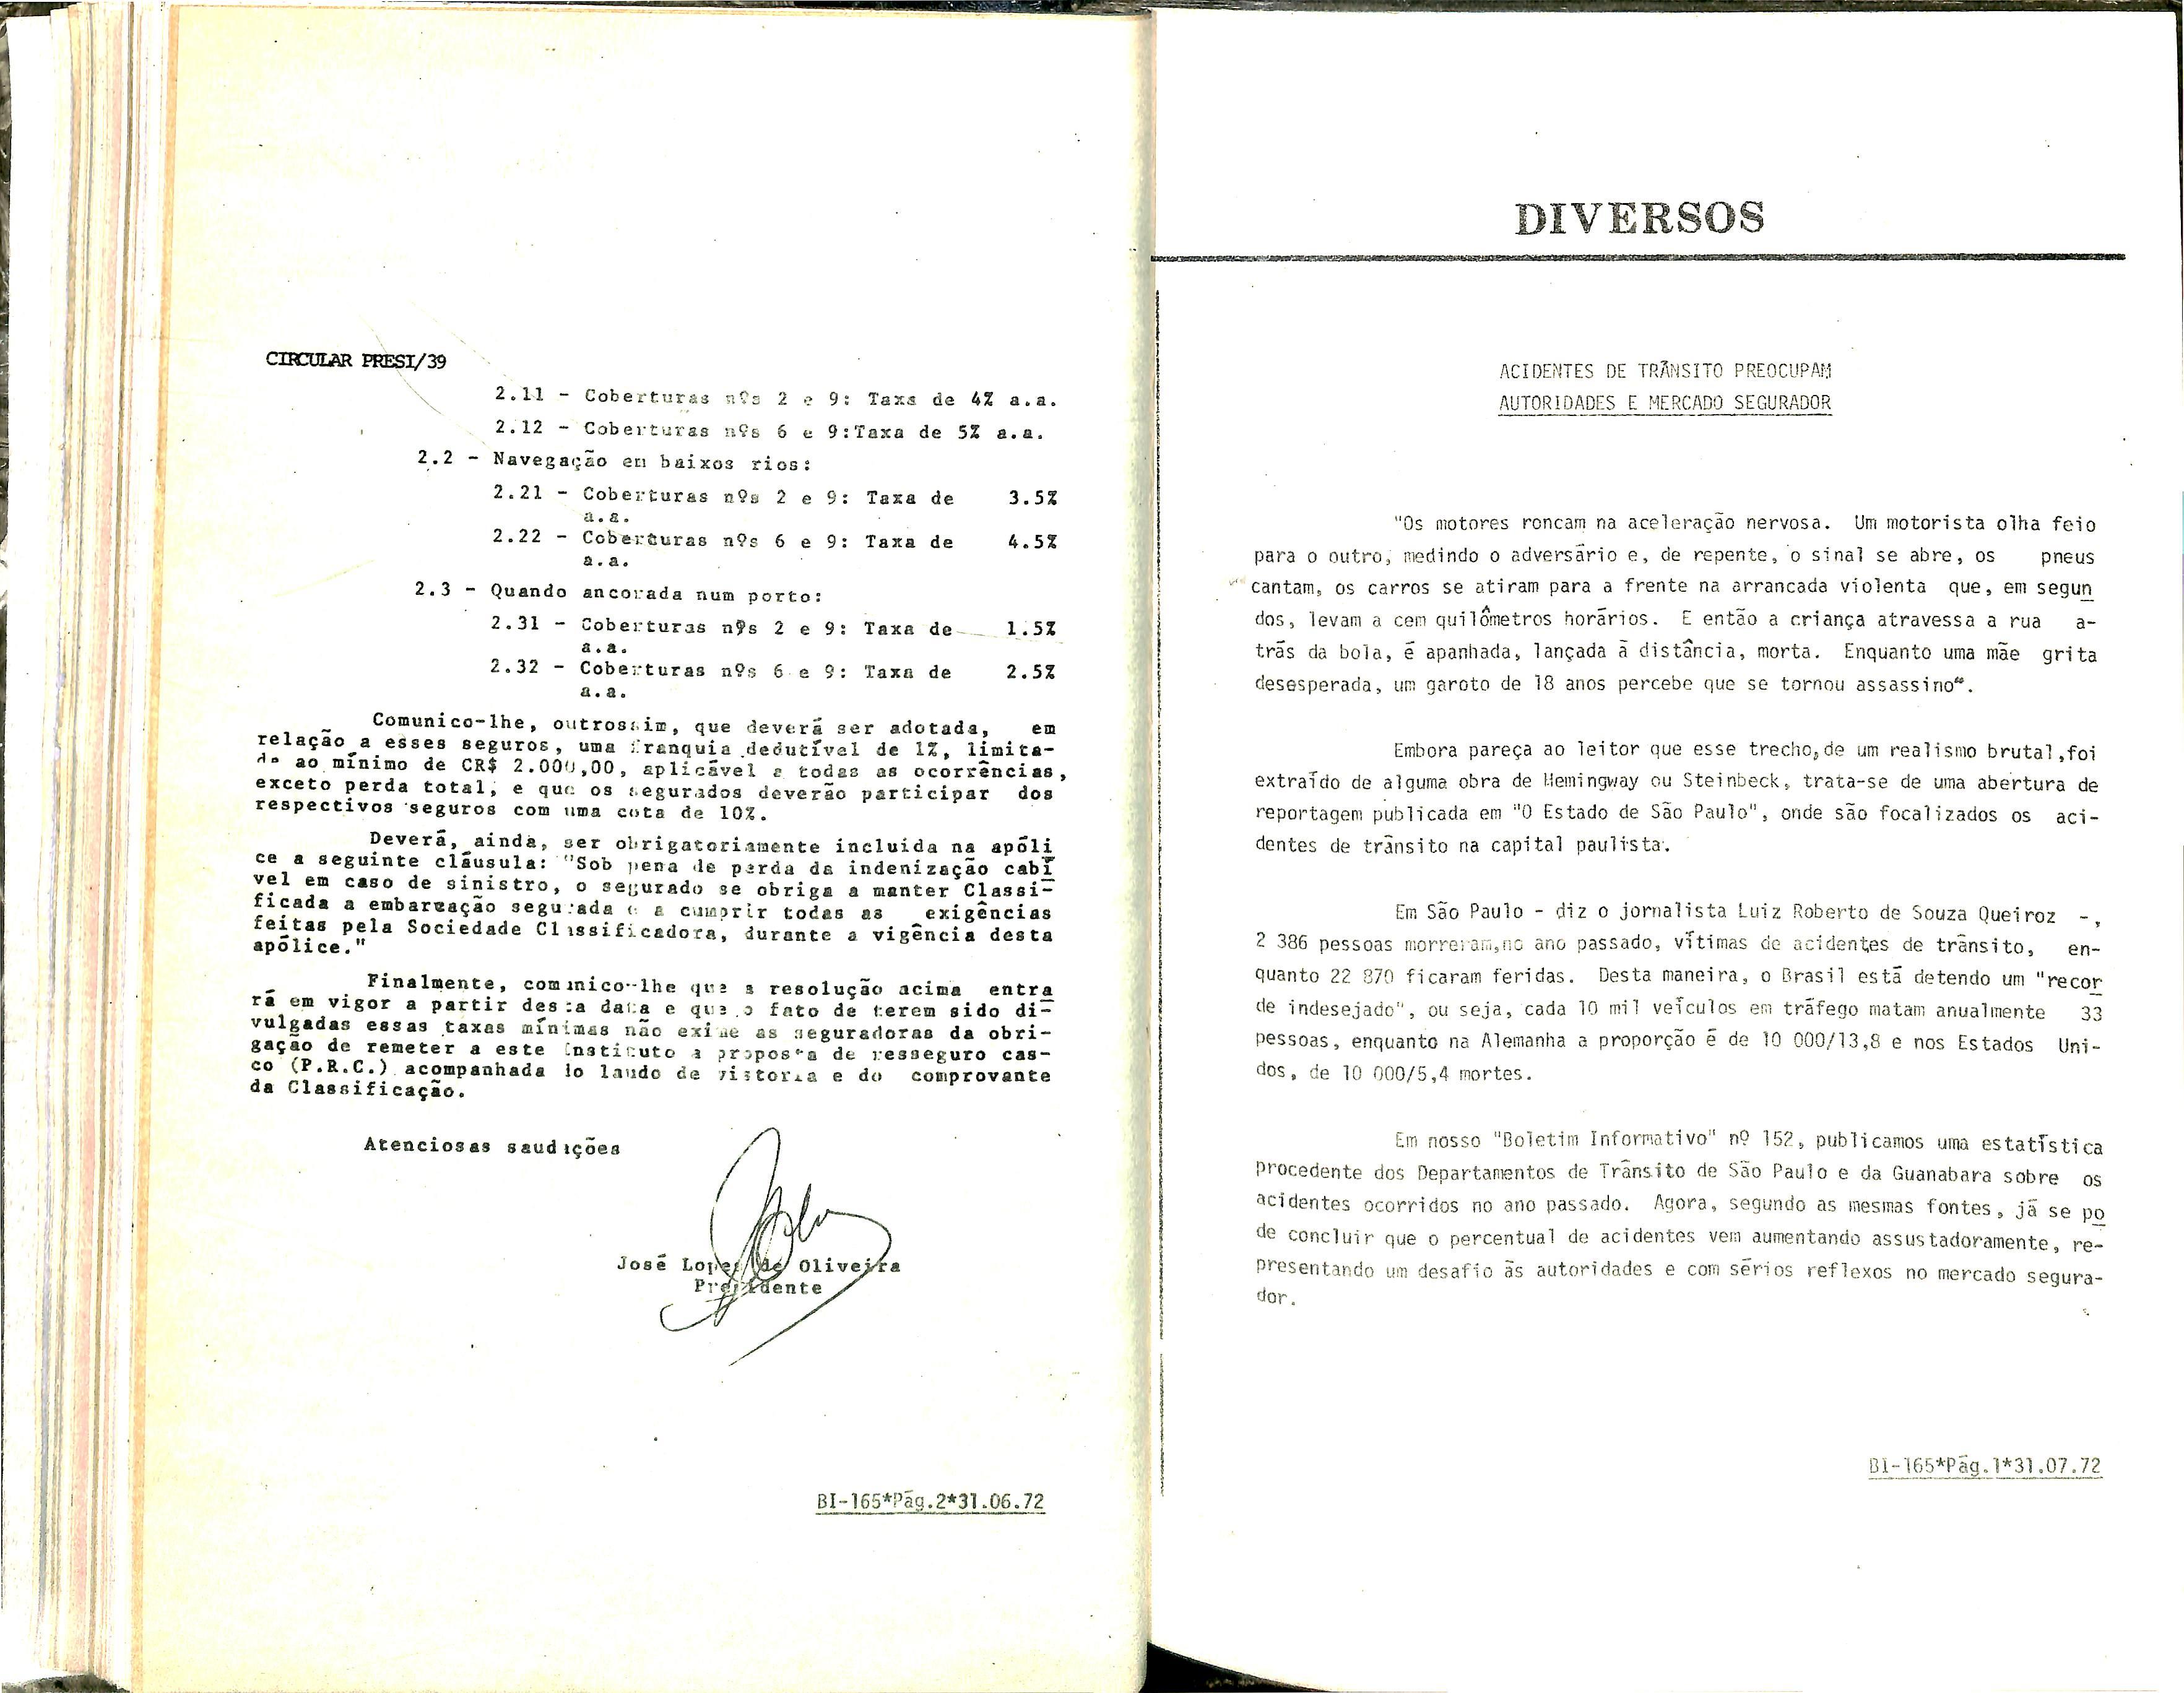 CIRCULAR PRESI/39
2.11 - Coberturas nºs 2 e 9: Taxa de 4% a.a.
2.12 - Coberturas nºs 6 e 9:Taxa de 5% a.a.
2.2 - Navegação em baixos rios:
2.21 - Coberturas nºs 2 e 9: Taxa de 3.5%
a.a.
2.22 - Coberturas nºs 6 e 9: Taxa de 4.5%
a.a.
2.3 - Quando ancorada num porto:
2.31 - Coberturas nºs 2 e 9: Taxa de 1.5%
a.a.
2.32 - Coberturas nºs 6 e 9: Taxa de 2.5%
a.a.
Comunico-lhe, outrossim, que deverá ser adotada, em
relação a esses seguros, uma franquia dedutível de 1%, limita-
da ao mínimo de CR$ 2.000,00, aplicável a todas as ocorrências,
exceto perda total, e que os segurados deverão participar dos
respectivos seguros com uma cota de 10%.
Deverá, ainda, ser obrigatoriamente incluida na apóli
ce a seguinte cláusula: "Sob pena de perda da indenização cabí
vel em caso de sinistro, o segurado se obriga a manter Classi-
ficada a embarcação segurada e a cumprir todas as exigências
feitas pela Sociedade Classificadora, durante a vigência desta
apólice."
Finalmente, comunico-lhe que a resolução acima entra
rá em vigor a partir desta data e que o fato de terem sido di-
vulgadas essas taxas mínimas não exime as seguradoras da obri-
gação de remeter a este Instituto a proposta de resseguro cas-
co (P.R.C.) acompanhada do laudo de vistoria e do comprovante
da Classificação.
Atenciosas saudações
José Lopes de Oliveira
Presidente
BI-165*Pág.2*31.06.72
DIVERSOS
ACIDENTES DE TRÂNSITO PREOCUPAM
AUTORIDADES E MERCADO SEGURADOR
"Os motores roncam na aceleração nervosa. Um motorista olha feio
para o outro, medindo o adversário e, de repente, o sinal se abre, os pneus
cantam, os carros se atiram para a frente na arrancada violenta que, em segun
dos, levam a cem quilômetros horários. E então a criança atravessa a rua a-
trás da bola, é apanhada, lançada à distância, morta. Enquanto uma mãe grita
desesperada, um garoto de 18 anos percebe que se tornou assassino".
Embora pareça ao leitor que esse trecho,de um realismo brutal,foi
extraído de alguma obra de Hemingway ou Steinbeck, trata-se de uma abertura de
reportagem publicada em "O Estado de São Paulo", onde são focalizados os aci-
dentes de trânsito na capital paulista.
Em São Paulo - diz o jornalista Luiz Roberto de Souza Queiroz -,
2 386 pessoas morreram,no ano passado, vítimas de acidentes de trânsito, en-
quanto 22 870 ficaram feridas. Desta maneira, o Brasil está detendo um "recor
de indesejado", ou seja, cada 10 mil veículos em tráfego matam anualmente 33
pessoas, enquanto na Alemanha a proporção é de 10 000/13,8 e nos Estados Uni-
dos, de 10 000/5,4 mortes.
Em nosso "Boletim Informativo" nº 152, publicamos uma estatística
procedente dos Departamentos de Trânsito de São Paulo e da Guanabara sobre os
acidentes ocorridos no ano passado. Agora, segundo as mesmas fontes, já se po
de concluir que o percentual de acidentes vem aumentando assustadoramente, re-
presentando um desafio às autoridades e com sérios reflexos no mercado segura-
dor.
BI-165*Pág.1*31.07.72